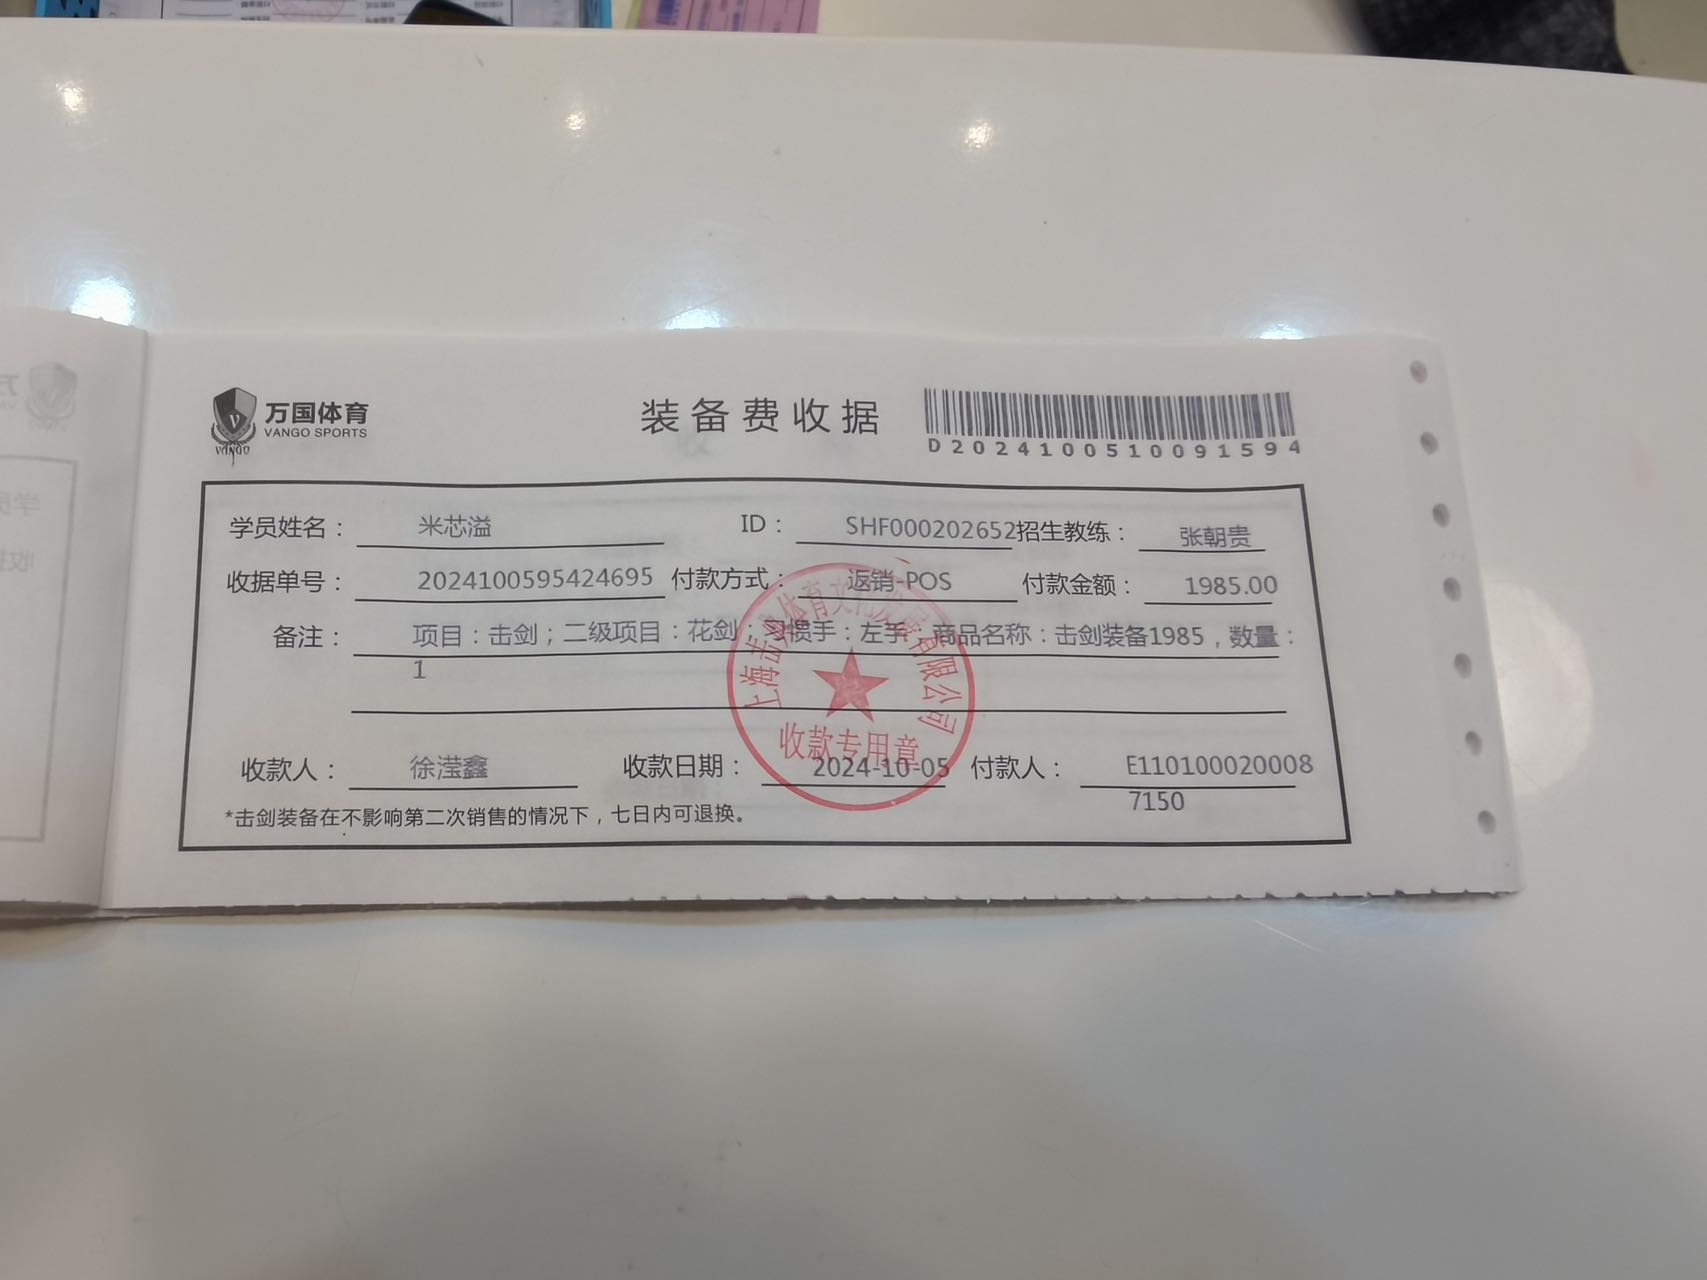 万国体育
VANGO SPORTS
VANGO
装备费收据
D2024100510091594
学员姓名： 米芯溢 ID： SHF000202652 招生教练： 张朝贵
收据单号： 2024100595424695 付款方式： 返销-POS 付款金额： 1985.00
备注： 项目：击剑；二级项目：花剑；习惯手：左手；商品名称：击剑装备1985，数量：
1
收款人： 徐滢鑫 收款日期： 2024-10-05 付款人： E110100020008
7150
*击剑装备在不影响第二次销售的情况下，七日内可退换。
收款专用章